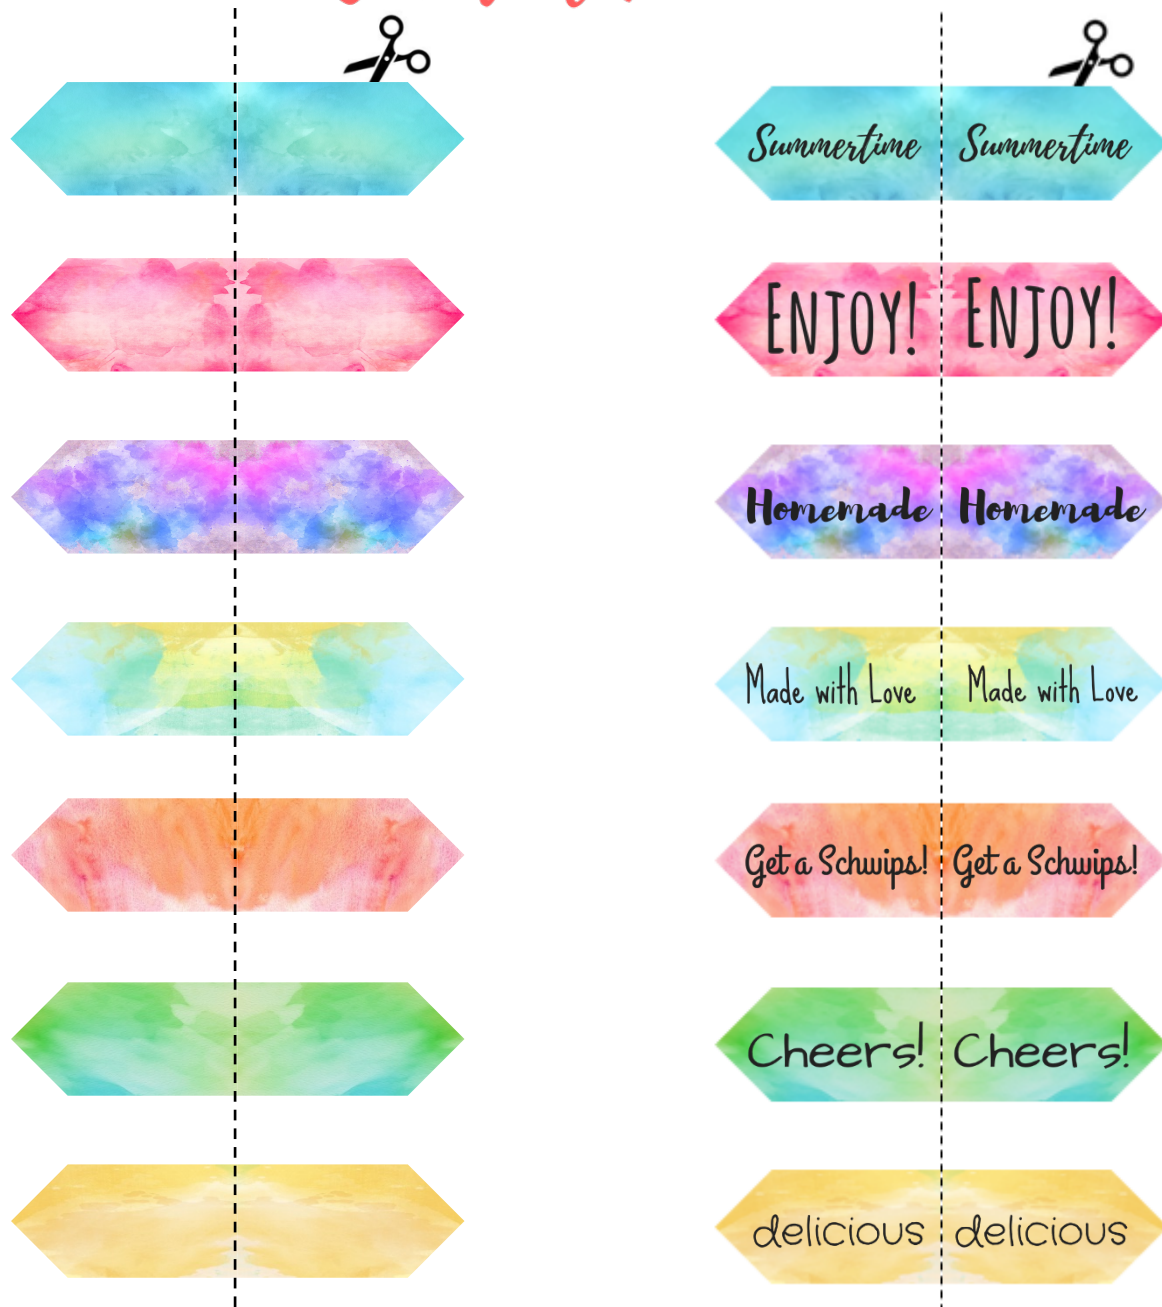 Summertime Summertime
ENJOY! ENJOY!
Homemade Homemade
Made with Love Made with Love
Get a Schwips! Get a Schwips!
Cheers! Cheers!
delicious delicious